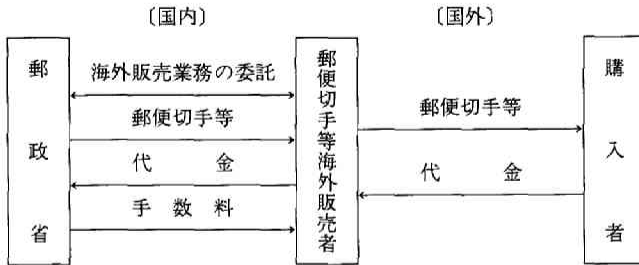 〔国内〕 〔国外〕
郵政省
海外販売業務の委託
郵便切手等
代金
手数料
郵便切手等海外販売者
郵便切手等
代金
購入者